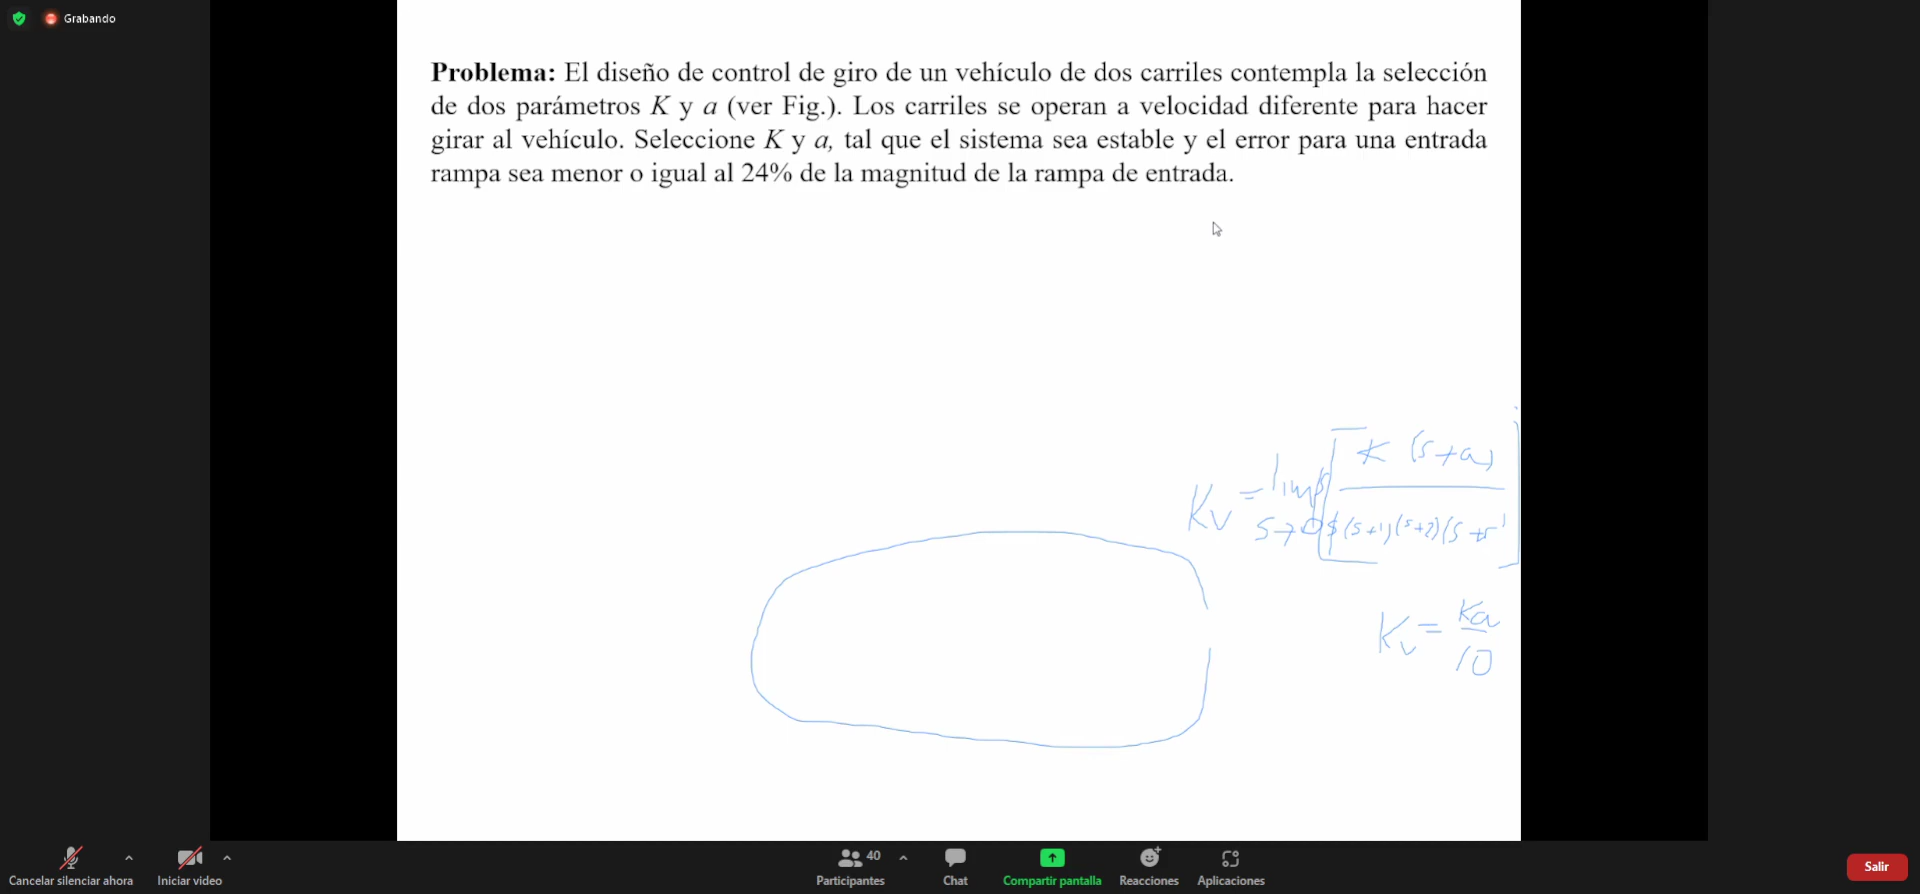 Grabando
Problema: El diseño de control de giro de un vehículo de dos carriles contempla la selección
de dos parámetros K y a (ver Fig.). Los carriles se operan a velocidad diferente para hacer
girar al vehículo. Seleccione K y a, tal que el sistema sea estable y el error para una entrada
rampa sea menor o igual al 24% de la magnitud de la rampa de entrada.
K (s+a)
Kv = lim s
s→0 s(s+1)(s+2)(s+5
Kv = Ka
10
Cancelar silenciar ahora
Iniciar video
Participantes 40
Chat
Compartir pantalla
Reacciones
Aplicaciones
Salir